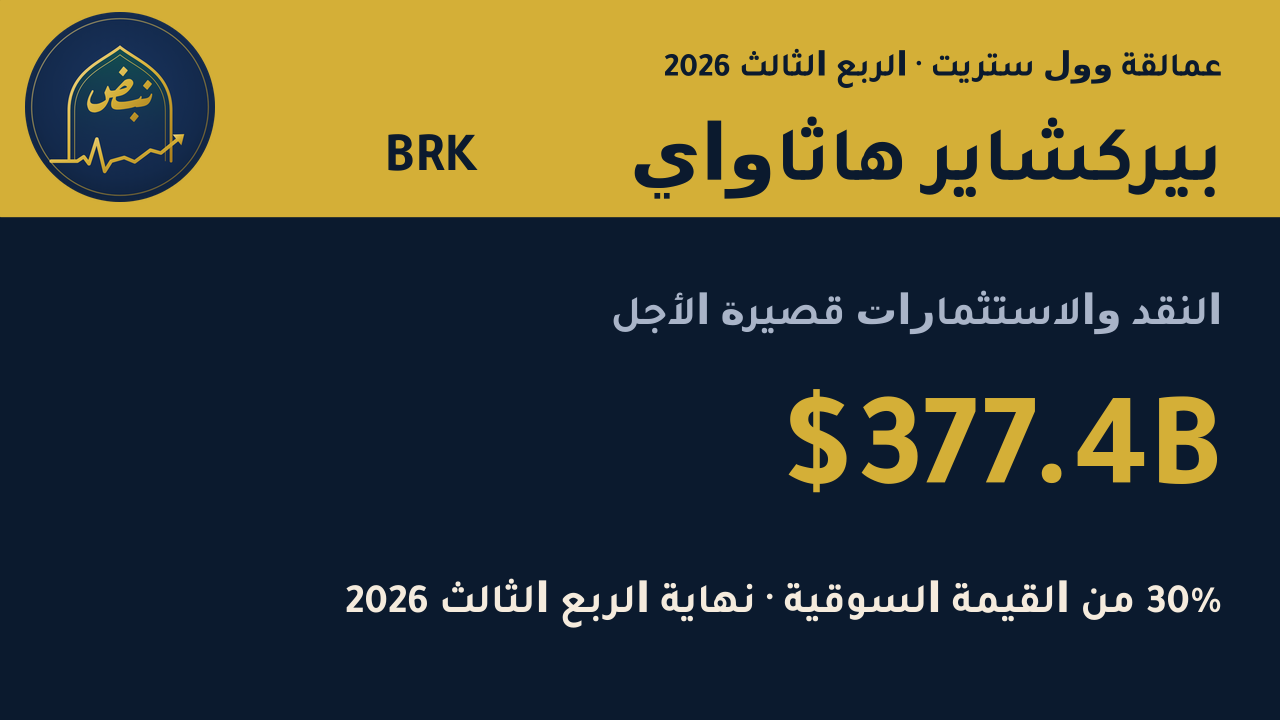 نبض
عمالقة وول ستريت · الربع الثالث 2026
بيركشاير هاثاواي BRK
النقد والاستثمارات قصيرة الأجل
$377.4B
30% من القيمة السوقية · نهاية الربع الثالث 2026